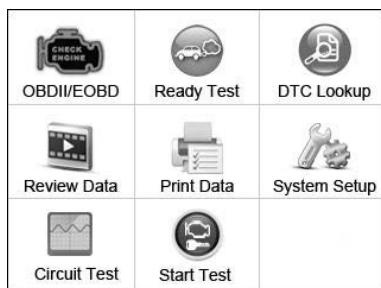 CHECK
ENGINE
OBDII/EOBD
Ready Test
DTC Lookup
Review Data
Print Data
System Setup
Circuit Test
Start Test